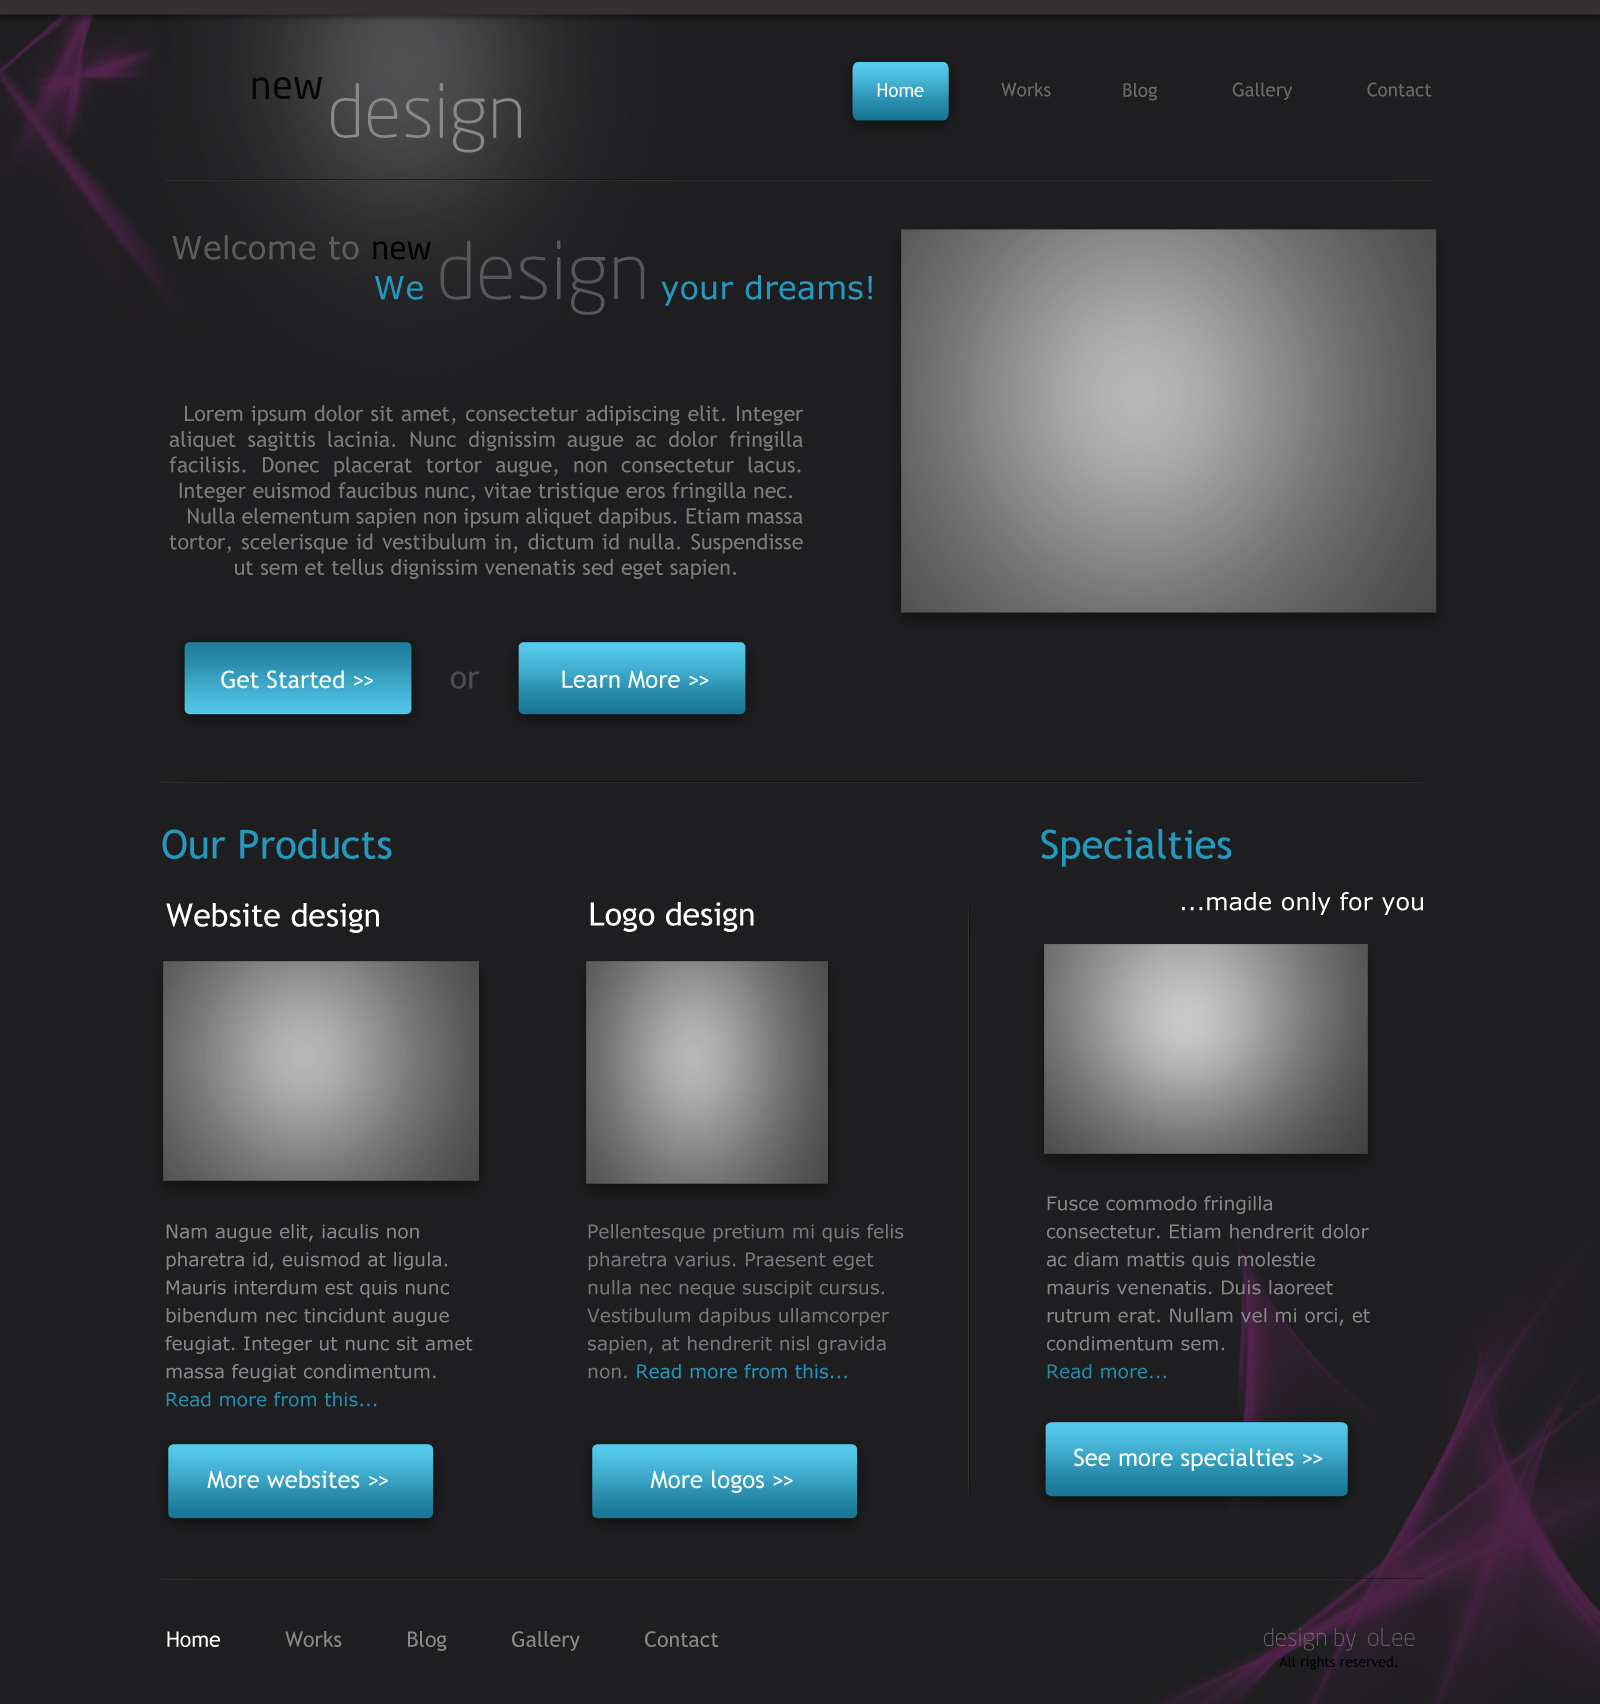 new design
Home Works Blog Gallery Contact
Welcome to new
We design your dreams!
Lorem ipsum dolor sit amet, consectetur adipiscing elit. Integer
aliquet sagittis lacinia. Nunc dignissim augue ac dolor fringilla
facilisis. Donec placerat tortor augue, non consectetur lacus.
Integer euismod faucibus nunc, vitae tristique eros fringilla nec.
Nulla elementum sapien non ipsum aliquet dapibus. Etiam massa
tortor, scelerisque id vestibulum in, dictum id nulla. Suspendisse
ut sem et tellus dignissim venenatis sed eget sapien.
Get Started >> or Learn More >>
Our Products
Website design
Nam augue elit, iaculis non
pharetra id, euismod at ligula.
Mauris interdum est quis nunc
bibendum nec tincidunt augue
feugiat. Integer ut nunc sit amet
massa feugiat condimentum.
Read more from this...
More websites >>
Logo design
Pellentesque pretium mi quis felis
pharetra varius. Praesent eget
nulla nec neque suscipit cursus.
Vestibulum dapibus ullamcorper
sapien, at hendrerit nisl gravida
non. Read more from this...
More logos >>
Specialties
...made only for you
Fusce commodo fringilla
consectetur. Etiam hendrerit dolor
ac diam mattis quis molestie
mauris venenatis. Duis laoreet
rutrum erat. Nullam vel mi orci, et
condimentum sem.
Read more...
See more specialties >>
Home Works Blog Gallery Contact
design by oLee
All rights reserved.